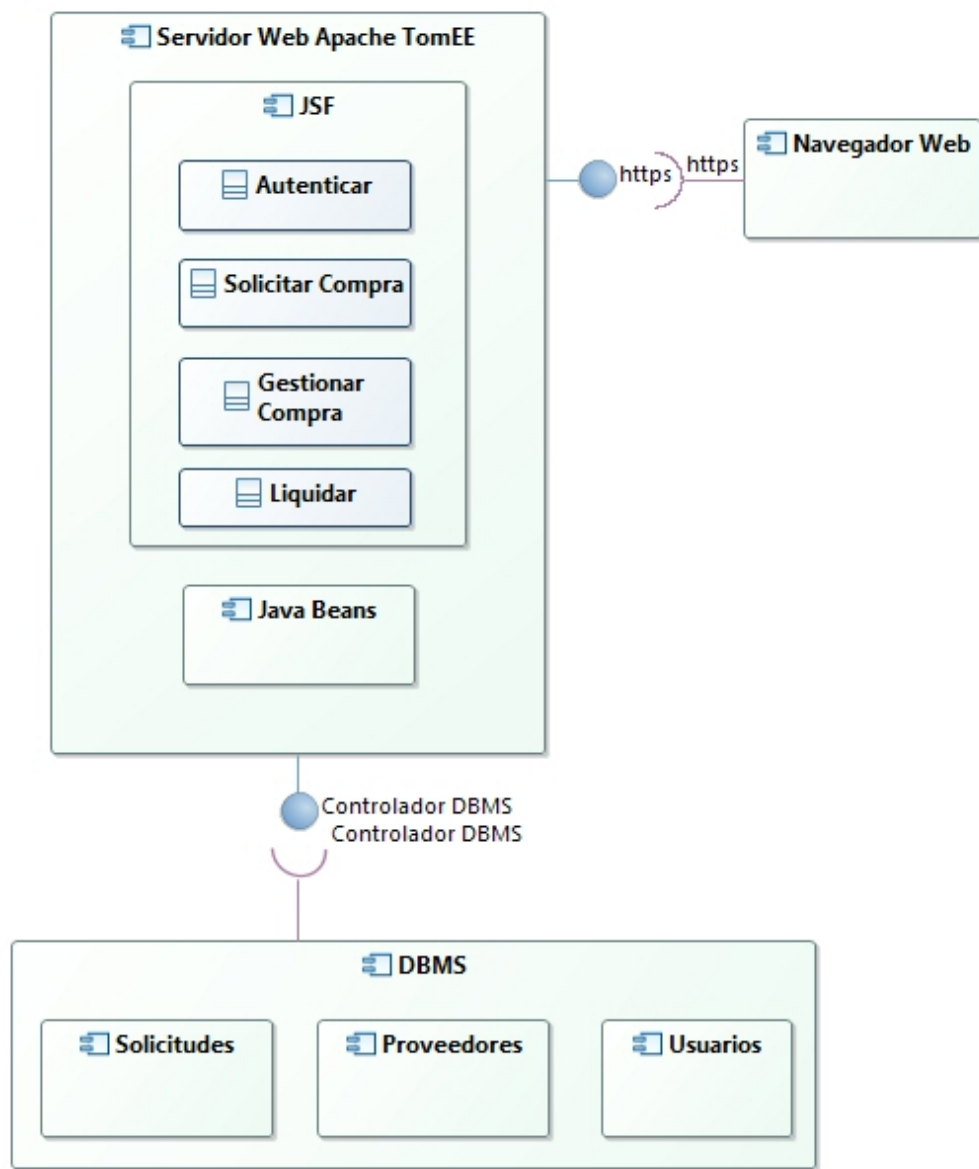 Servidor Web Apache TomEE
JSF
Autenticar
Solicitar Compra
Gestionar
Compra
Liquidar
Java Beans
https
https
Navegador Web
Controlador DBMS
Controlador DBMS
DBMS
Solicitudes
Proveedores
Usuarios